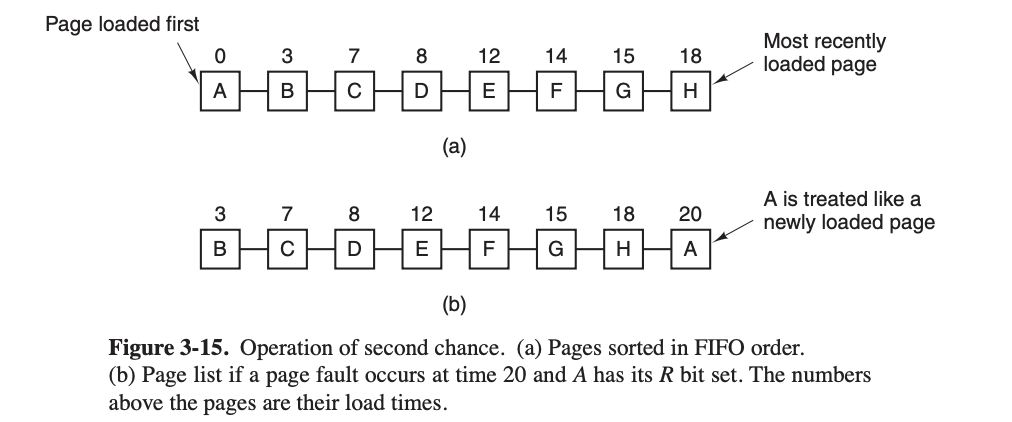 Page loaded first
0 3 7 8 12 14 15 18
Most recently
loaded page
A B C D E F G H
(a)
3 7 8 12 14 15 18 20
A is treated like a
newly loaded page
B C D E F G H A
(b)
Figure 3-15. Operation of second chance. (a) Pages sorted in FIFO order.
(b) Page list if a page fault occurs at time 20 and A has its R bit set. The numbers
above the pages are their load times.